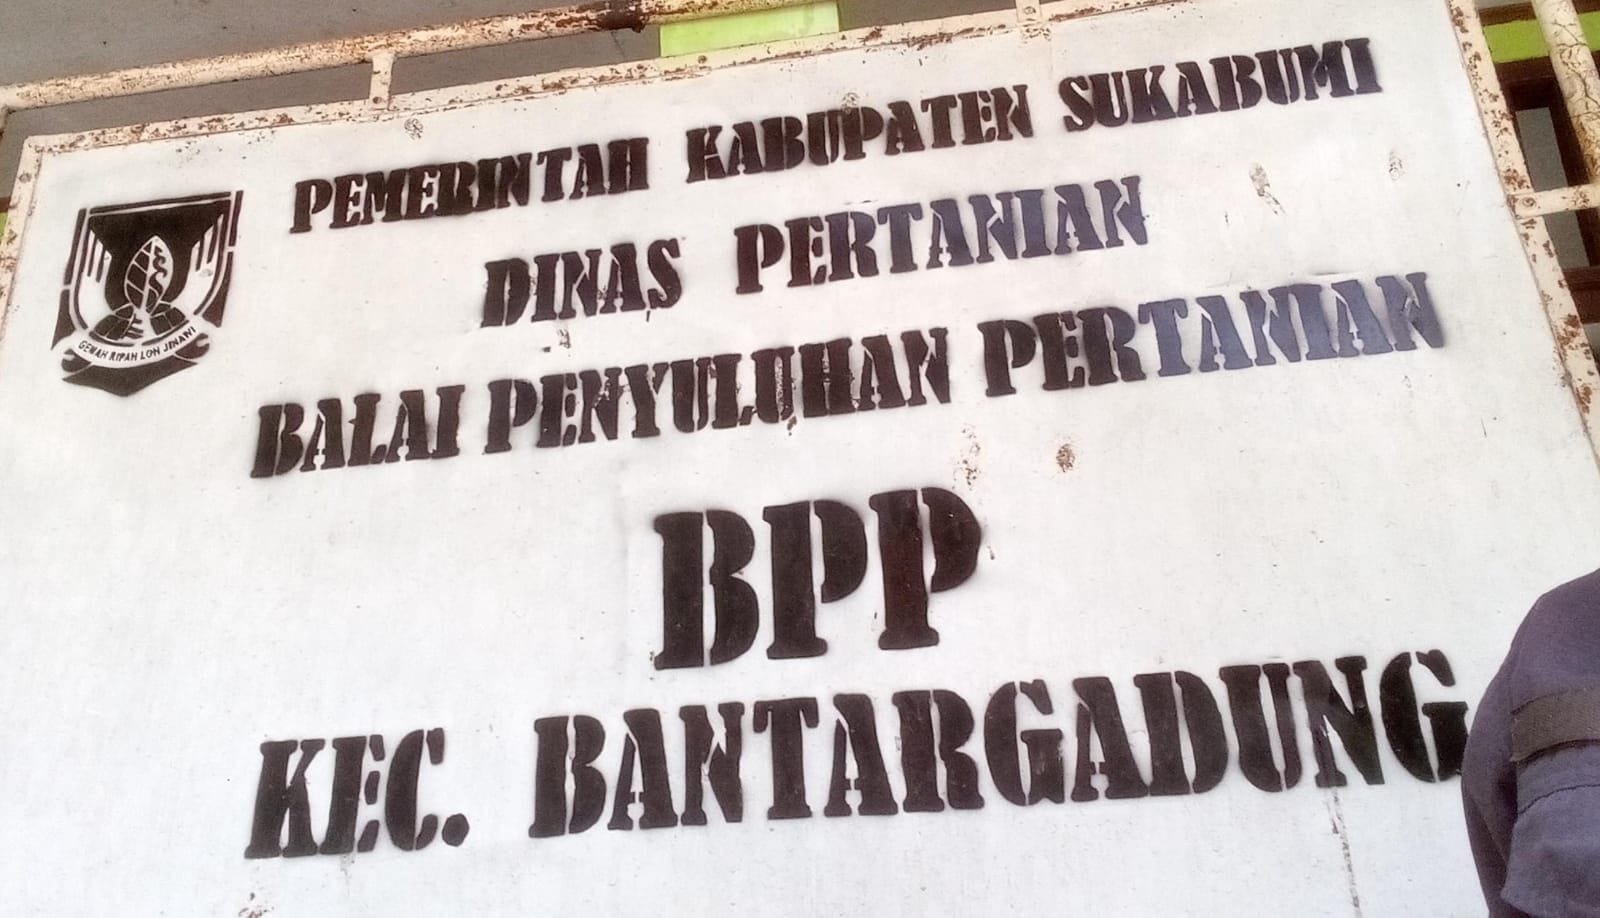 PEMERINTAH KABUPATEN SUKABUMI
DINAS PERTANIAN
GEMAH RIPAH LOH JINAWI
BALAI PENYULUHAN PERTANIAN
BPP
KEC. BANTARGADUNG